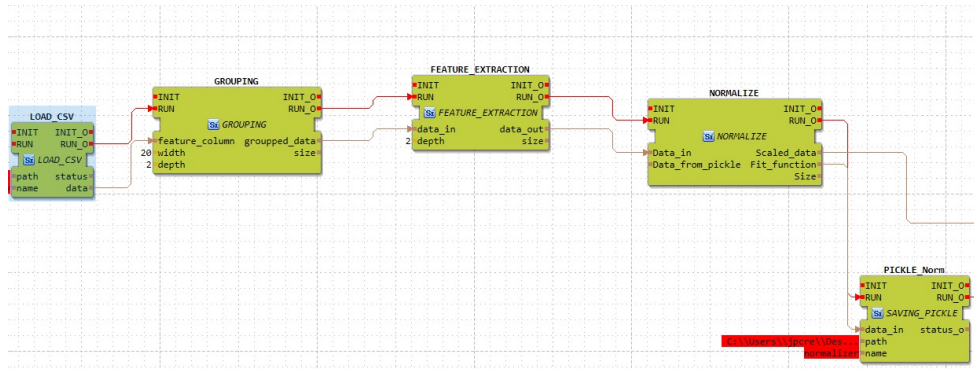 FEATURE_EXTRACTION
INIT INIT_O
RUN RUN_O
FEATURE_EXTRACTION
data_in data_out
2 depth size
GROUPING
INIT INIT_O
RUN RUN_O
GROUPING
feature_column groupped_data
20 width size
2 depth
NORMALIZE
INIT INIT_O
RUN RUN_O
NORMALIZE
Data_in Scaled_data
Data_from_pickle Fit_function
Size
LOAD_CSV
INIT INIT_O
RUN RUN_O
LOAD_CSV
path status
name data
PICKLE_Norm
INIT INIT_O
RUN RUN_O
SAVING_PICKLE
data_in status_o
C:\\Users\\jpcre\\Des... path
normalizer name